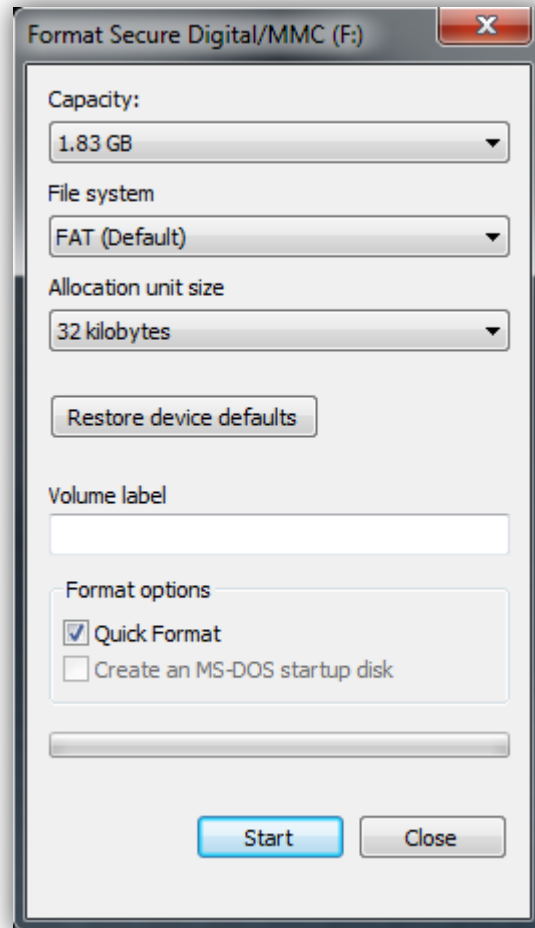 Format Secure Digital/MMC (F:)
Capacity:
1.83 GB
File system
FAT (Default)
Allocation unit size
32 kilobytes
Restore device defaults
Volume label
Format options
Quick Format
Create an MS-DOS startup disk
Start Close